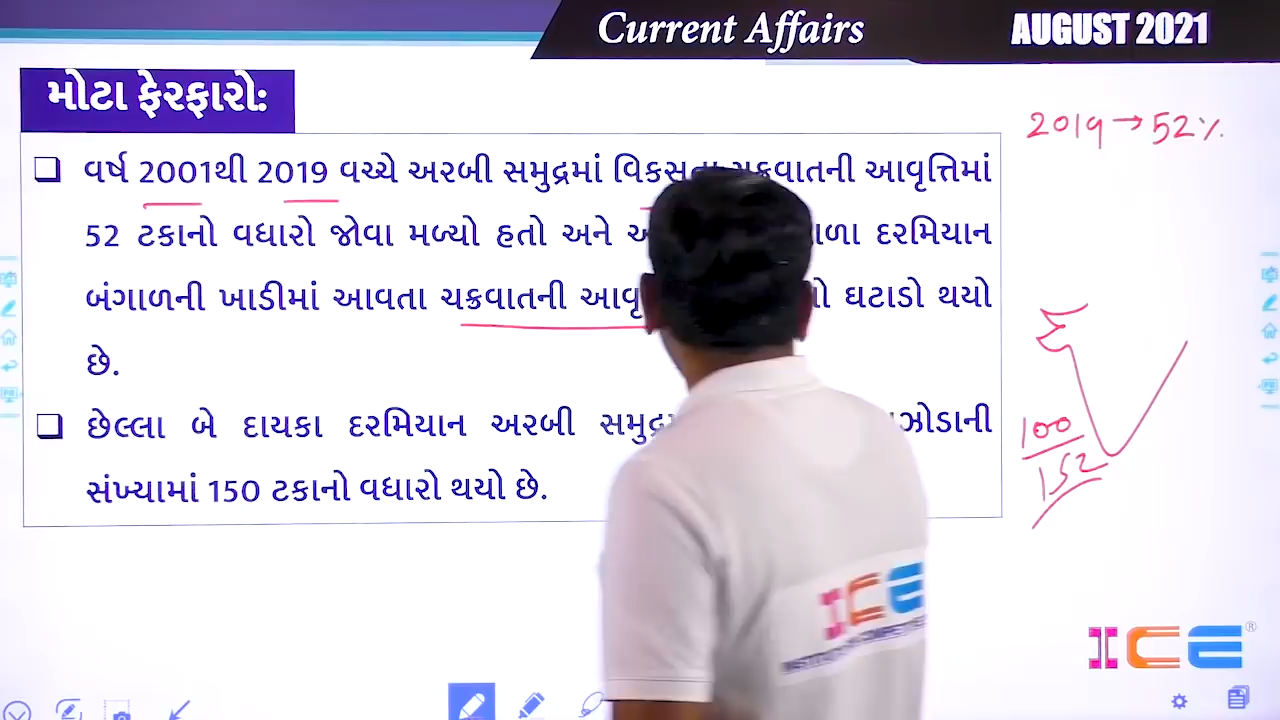 Current Affairs
AUGUST 2021
મોટા ફેરફારો:
2019 → 52 %
❑ વર્ષ 2001થી 2019 વચ્ચે અરબી સમુદ્રમાં આવૃત્તિમાં
52 ટકાનો વધારો જોવા મળ્યો હતો અને દરમિયાન
બંગાળની ખાડીમાં આવતા ચક્રવાતની ઘટાડો થયો
છે.
❑ છેલ્લા બે દાયકા દરમિયાન અરબી
સંખ્યામાં 150 ટકાનો વધારો થયો છે.
100
152
ICE
ICE®